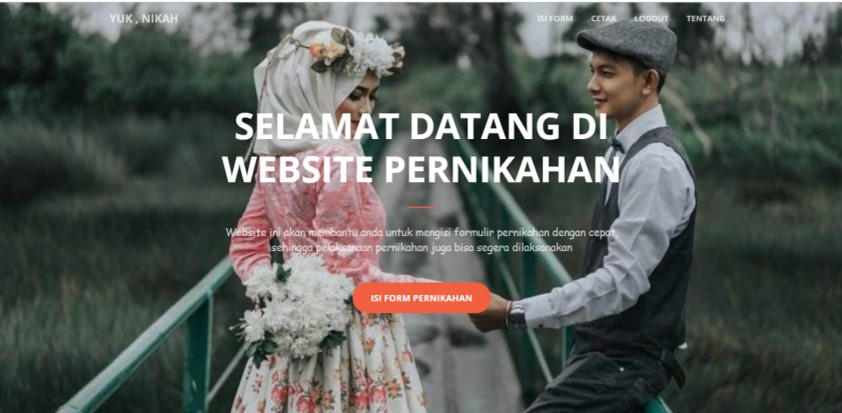 YUK , NIKAH
ISI FORM CETAK LOGOUT TENTANG
SELAMAT DATANG DI
WEBSITE PERNIKAHAN
Website ini akan membantu anda untuk mengisi formulir pernikahan dengan cepat
sehingga pelaksanaan pernikahan juga bisa segera dilaksanakan
ISI FORM PERNIKAHAN